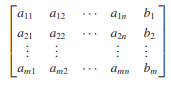 a₁₁ a₁₂ ⋯ a₁ₙ b₁
a₂₁ a₂₂ ⋯ a₂ₙ b₂
⋮ ⋮ ⋮ ⋮
aₘ₁ aₘ₂ ⋯ aₘₙ bₘ